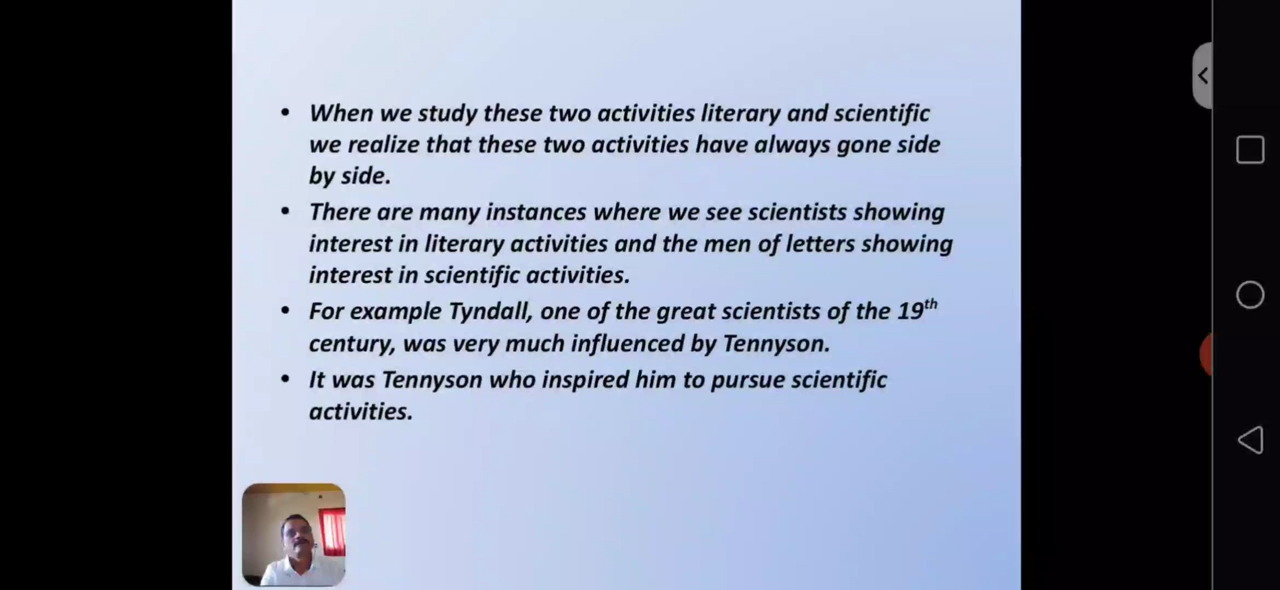 • When we study these two activities literary and scientific
we realize that these two activities have always gone side
by side.
• There are many instances where we see scientists showing
interest in literary activities and the men of letters showing
interest in scientific activities.
• For example Tyndall, one of the great scientists of the 19th
century, was very much influenced by Tennyson.
• It was Tennyson who inspired him to pursue scientific
activities.